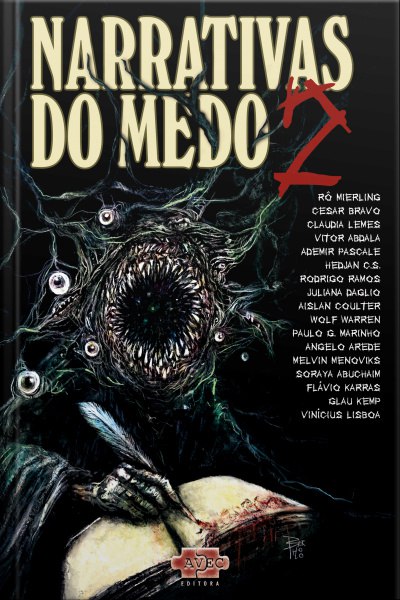 NARRATIVAS
DO MEDO 2
RÔ MIERLING
CESAR BRAVO
CLAUDIA LEMES
VITOR ABDALA
ADEMIR PASCALE
HEDJAN C.S.
RODRIGO RAMOS
JULIANA DAGLIO
AISLAN COULTER
WOLF WARREN
PAULO G. MARINHO
ANGELO AREDE
MELVIN MENOVIKS
SORAYA ABUCHAIM
FLÁVIO KARRAS
GLAU KEMP
VINÍCIUS LISBOA
AVEC
EDITORA